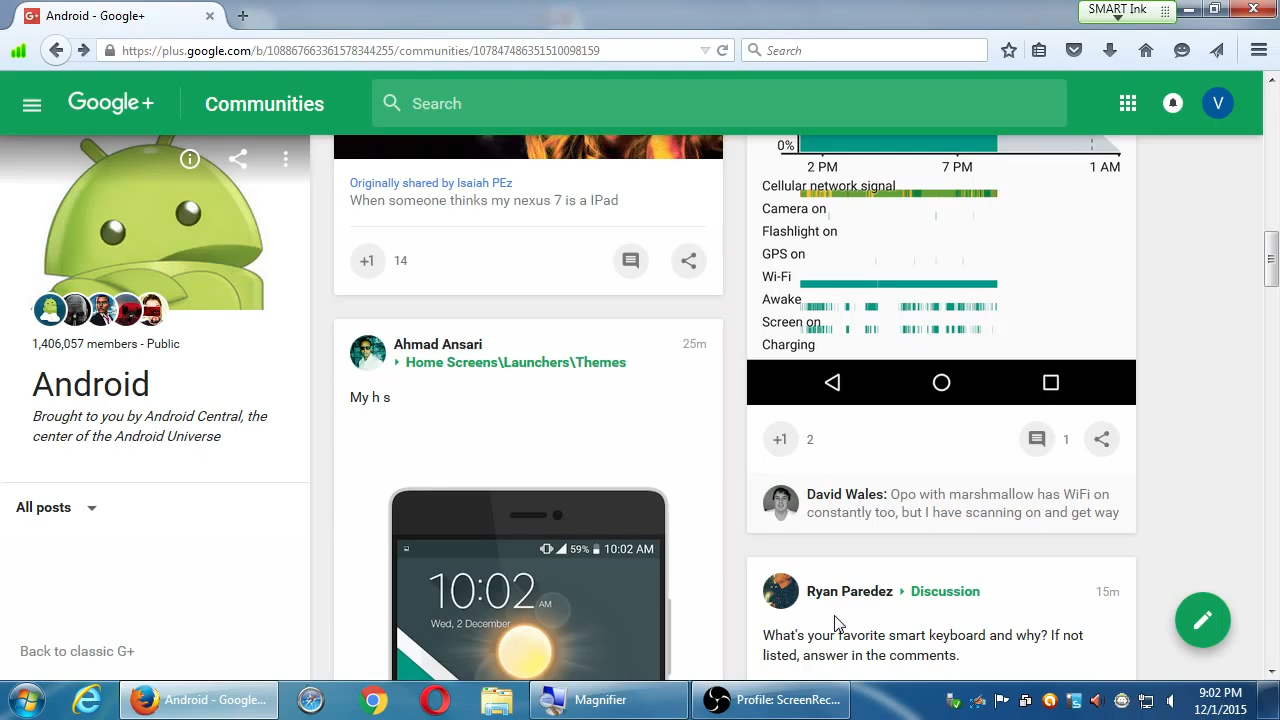 Android - Google+
SMART Ink
https://plus.google.com/b/108867663361578344255/communities/107847486351510098159
Search
Google+
Communities
Search
V
1,406,057 members - Public
Android
Brought to you by Android Central, the
center of the Android Universe
All posts
Back to classic G+
Originally shared by Isaiah PEz
When someone thinks my nexus 7 is a IPad
+1 14
Ahmad Ansari
25m
Home Screens\Launchers\Themes
My h s
59% 10:02 AM
10:02 AM
Wed, 2 December
0%
2 PM 7 PM 1 AM
Cellular network signal
Camera on
Flashlight on
GPS on
Wi-Fi
Awake
Screen on
Charging
+1 2
1
David Wales: Opo with marshmallow has WiFi on
constantly too, but I have scanning on and get way
Ryan Paredez Discussion
15m
What's your favorite smart keyboard and why? If not
listed, answer in the comments.
Android - Google...
Magnifier
Profile: ScreenRec...
9:02 PM
12/1/2015